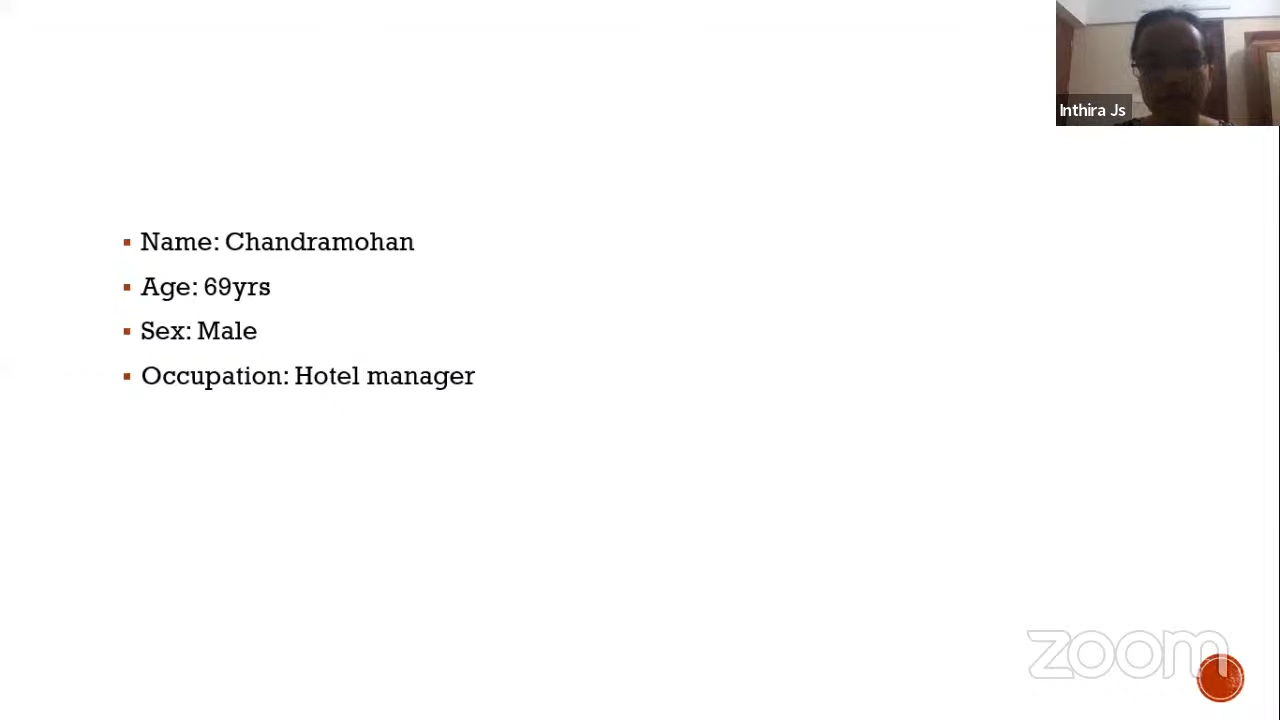 Inthira Js
Name: Chandramohan
Age: 69yrs
Sex: Male
Occupation: Hotel manager
zoom